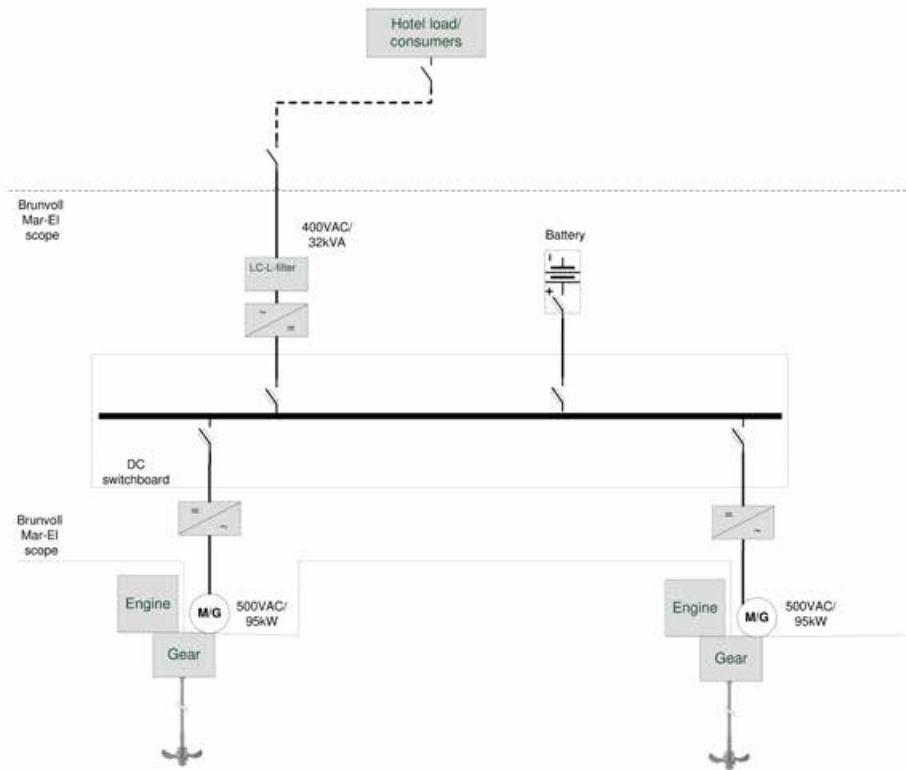 Hotel load/
consumers
Brunvoll
Mar-El
scope
400VAC/
32kVA
Battery
LC-L-filter
~
=
+
DC
switchboard
=
~
=
~
Brunvoll
Mar-El
scope
Engine
M/G
500VAC/
95kW
Engine
M/G
500VAC/
95kW
Gear
Gear